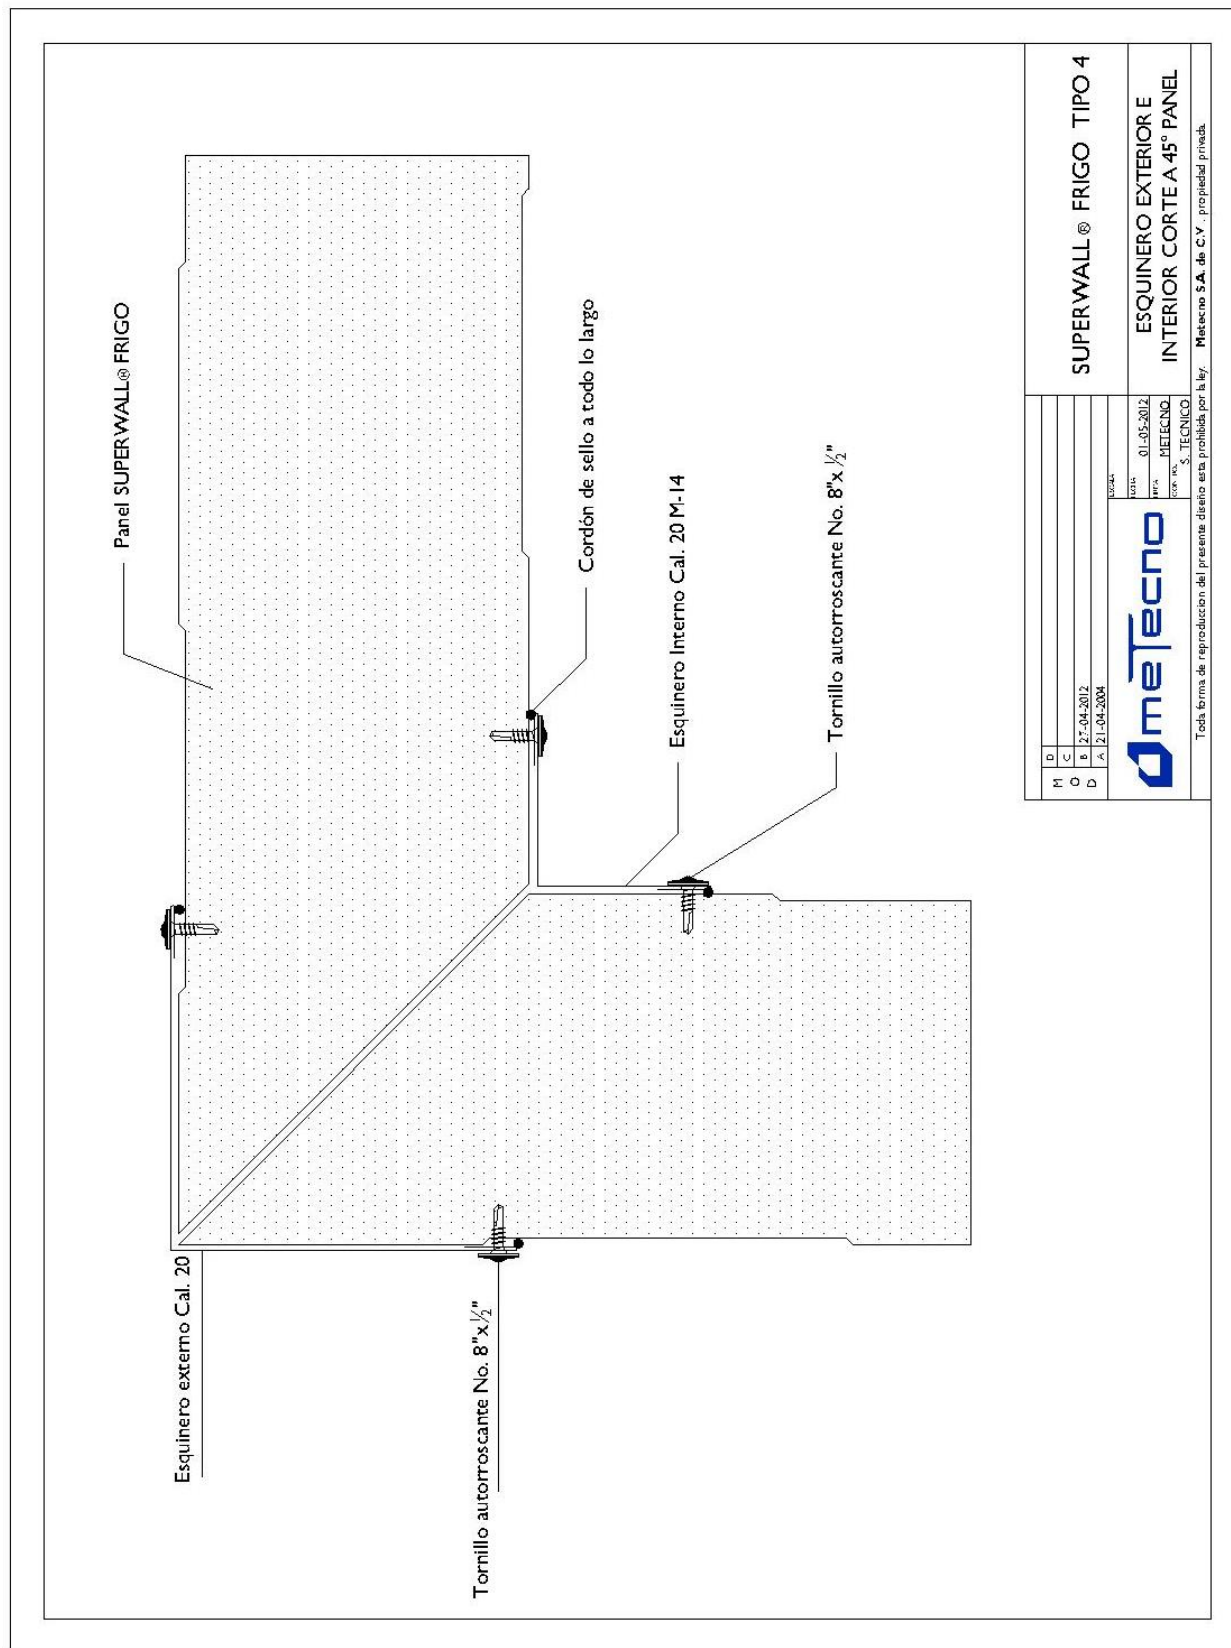 Panel SUPERWALL® FRIGO
Cordón de sello a todo lo largo
Esquinero Interno Cal. 20 M-14
Tornillo autorroscante No. 8"x ½"
Esquinero externo Cal. 20
Tornillo autorroscante No. 8"x ½"
M O D
D
C
B 27-04-2012
A 21-04-2004
meTecno
01-05-2012
METECNO
S. TECNICO
SUPERWALL ® FRIGO TIPO 4
ESQUINERO EXTERIOR E
INTERIOR CORTE A 45° PANEL
Toda forma de reproduccion del presente diseño esta prohibida por la ley. Metecno S.A. de C.V. propiedad privada.